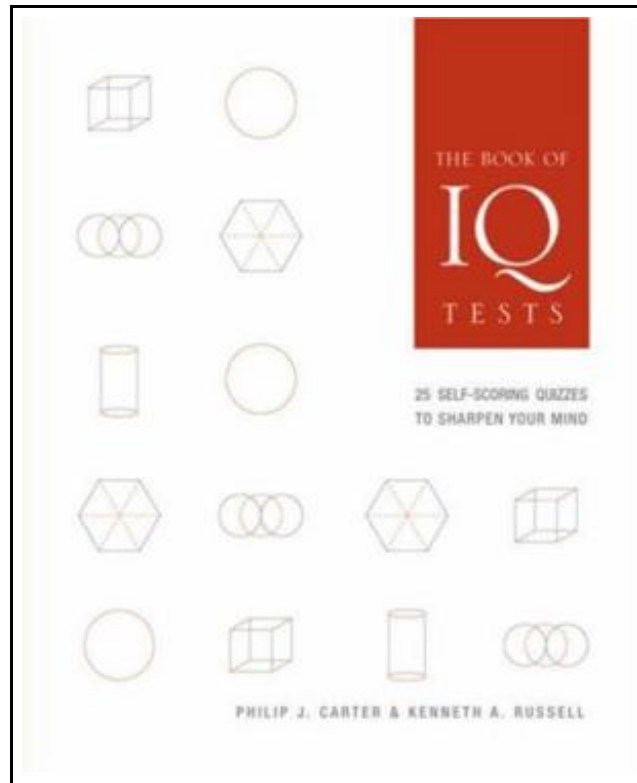 THE BOOK OF
IQ
TESTS
25 SELF-SCORING QUIZZES
TO SHARPEN YOUR MIND
PHILIP J. CARTER & KENNETH A. RUSSELL